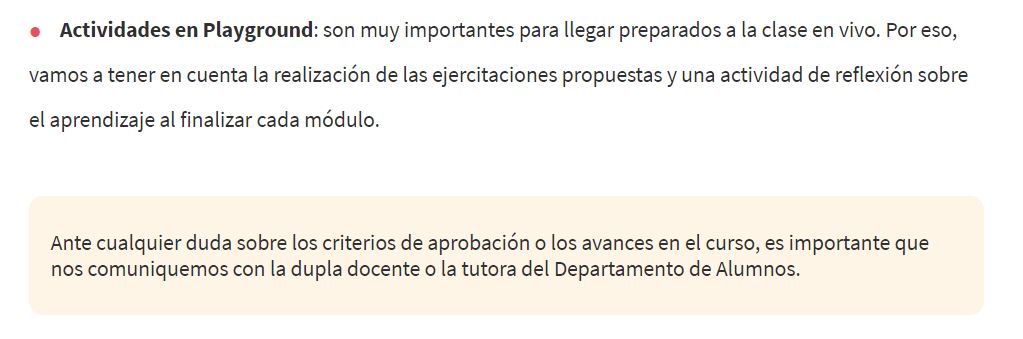 ● Actividades en Playground: son muy importantes para llegar preparados a la clase en vivo. Por eso,
vamos a tener en cuenta la realización de las ejercitaciones propuestas y una actividad de reflexión sobre
el aprendizaje al finalizar cada módulo.
Ante cualquier duda sobre los criterios de aprobación o los avances en el curso, es importante que
nos comuniquemos con la dupla docente o la tutora del Departamento de Alumnos.